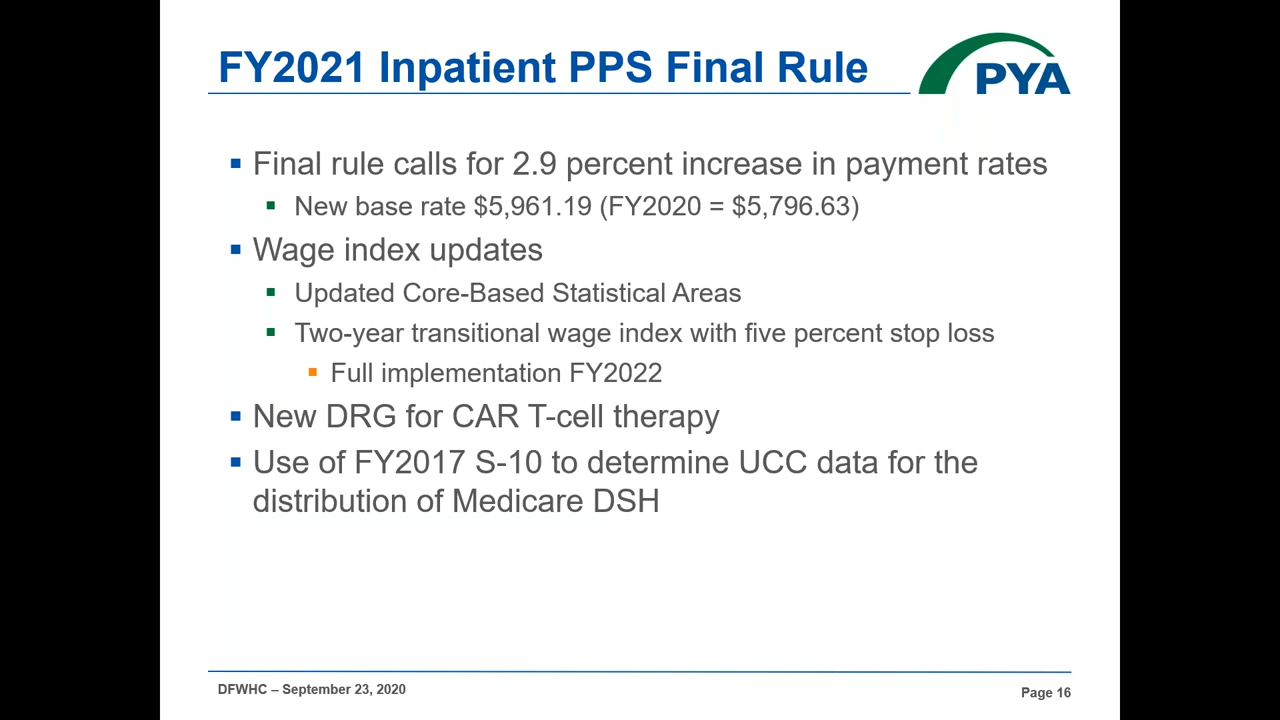 FY2021 Inpatient PPS Final Rule
PYA
▪ Final rule calls for 2.9 percent increase in payment rates
▪ New base rate $5,961.19 (FY2020 = $5,796.63)
▪ Wage index updates
▪ Updated Core-Based Statistical Areas
▪ Two-year transitional wage index with five percent stop loss
▪ Full implementation FY2022
▪ New DRG for CAR T-cell therapy
▪ Use of FY2017 S-10 to determine UCC data for the
distribution of Medicare DSH
DFWHC – September 23, 2020
Page 16